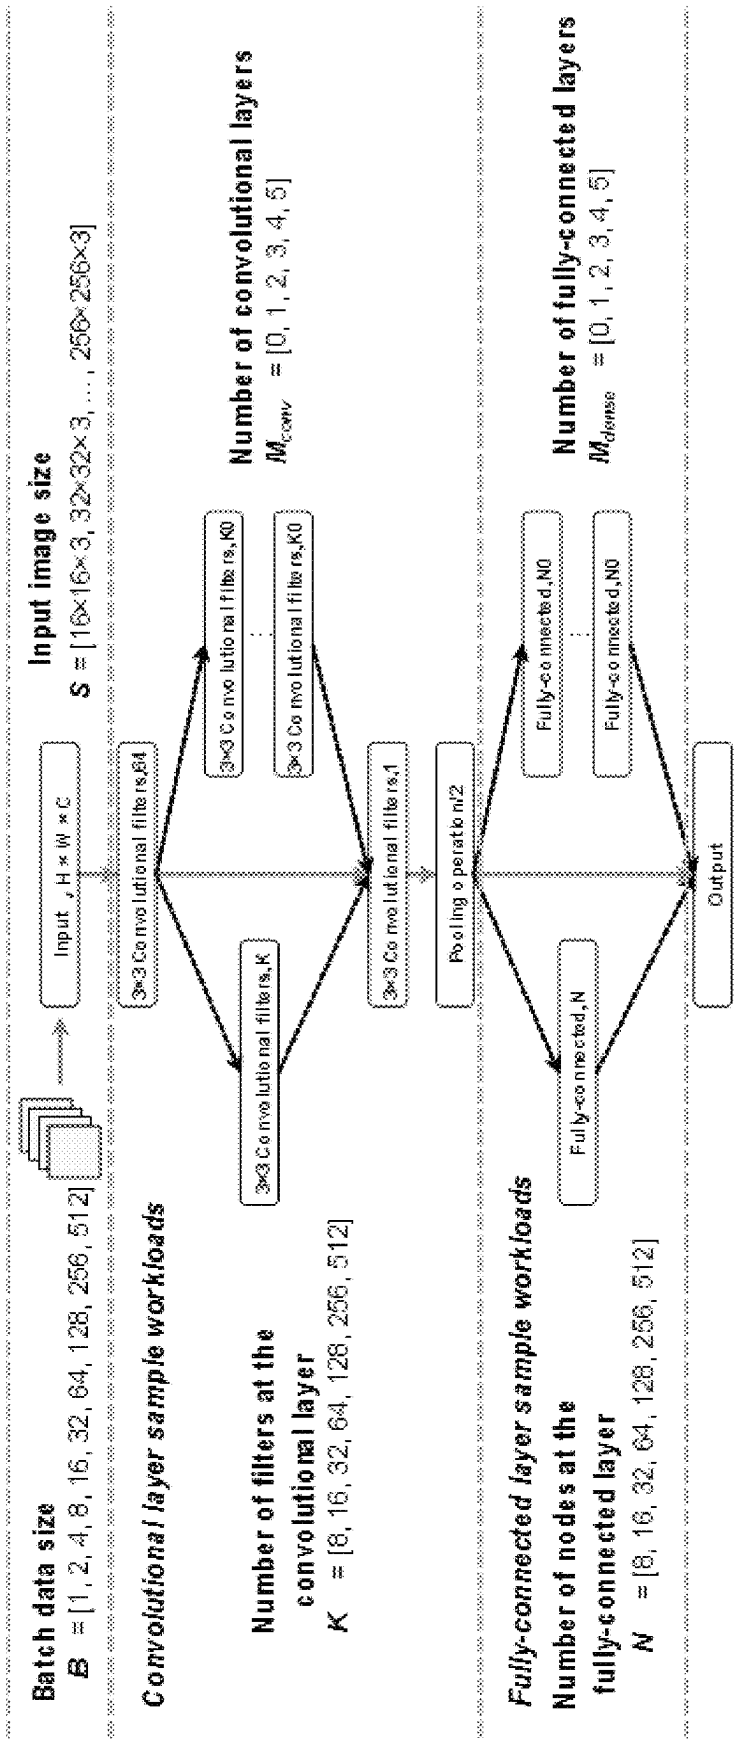 Batch data size
B = [1, 2, 4, 8, 16, 32, 64, 128, 256, 512]
Input, H × W × C
Input image size
S = [16×16×3, 32×32×3, ..., 256×256×3]
Convolutional layer sample workloads
3×3 Convolutional filters,64
Number of filters at the
convolutional layer
K = [8, 16, 32, 64, 128, 256, 512]
3×3 Convolutional filters,K
3×3 Convolutional filters,K0
......
3×3 Convolutional filters,K0
Number of convolutional layers
Mconv = [0, 1, 2, 3, 4, 5]
3×3 Convolutional filters,1
Pooling operation/2
Fully-connected layer sample workloads
Number of nodes at the
fully-connected layer
N = [8, 16, 32, 64, 128, 256, 512]
Fully-connected,N
Fully-connected,N0
......
Fully-connected,N0
Number of fully-connected layers
Mdense = [0, 1, 2, 3, 4, 5]
Output